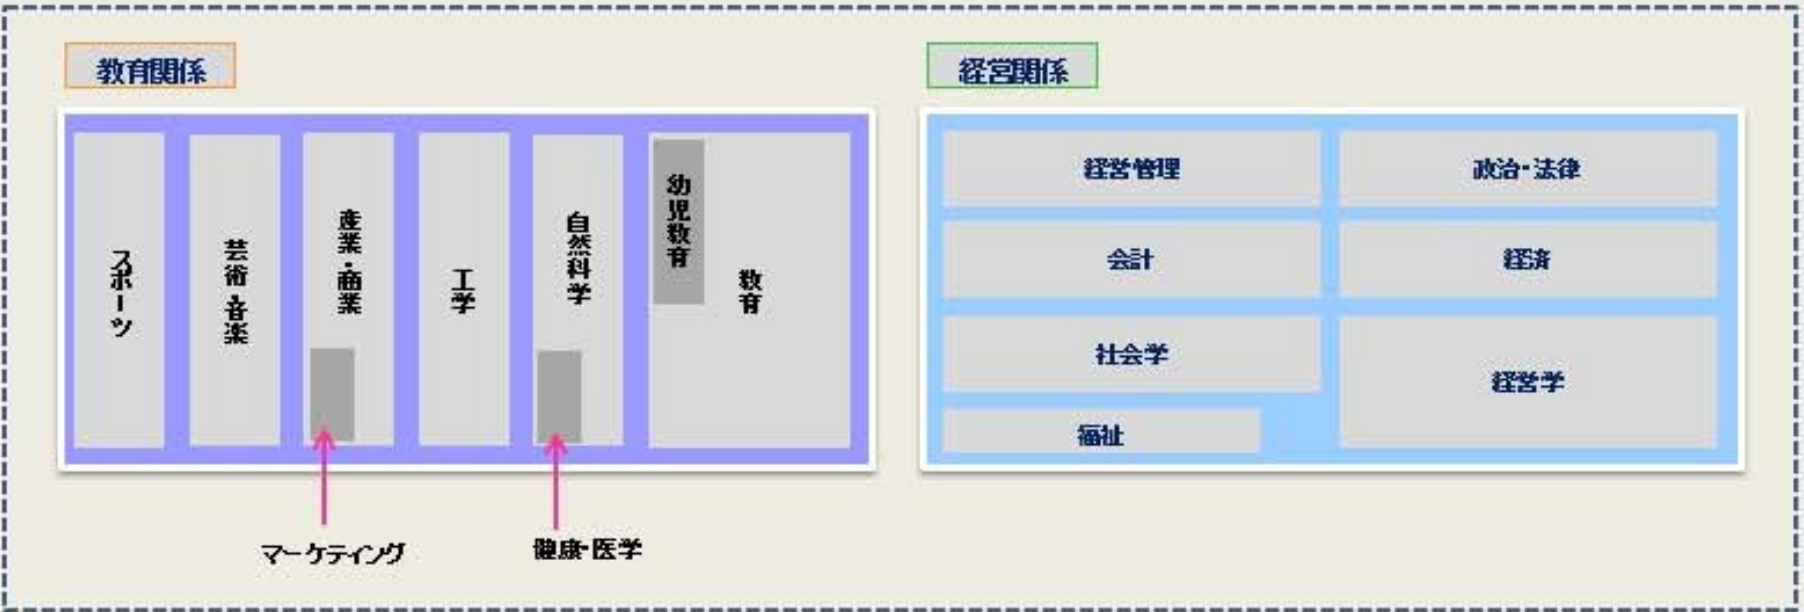 教育関係
スポーツ
芸術・音楽
産業・商業
工学
自然科学
幼児教育
教育
マーケティング
健康・医学
経営関係
経営管理
政治・法律
会計
経済
社会学
経営学
福祉